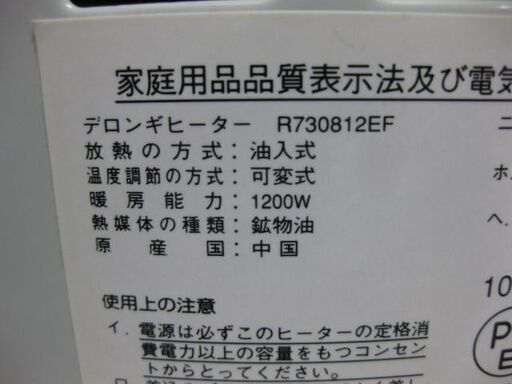 家庭用品品質表示法及び電気
デロンギヒーター R730812EF ニ
放熱の方式：油入式
温度調節の方式：可変式 ホ.
暖房能力：1200W
熱媒体の種類：鉱物油 ヘ.
原産国：中国
10
使用上の注意
イ．電源は必ずこのヒーターの定格消
費電力以上の容量をもつコンセン
トからとってください。
P
E